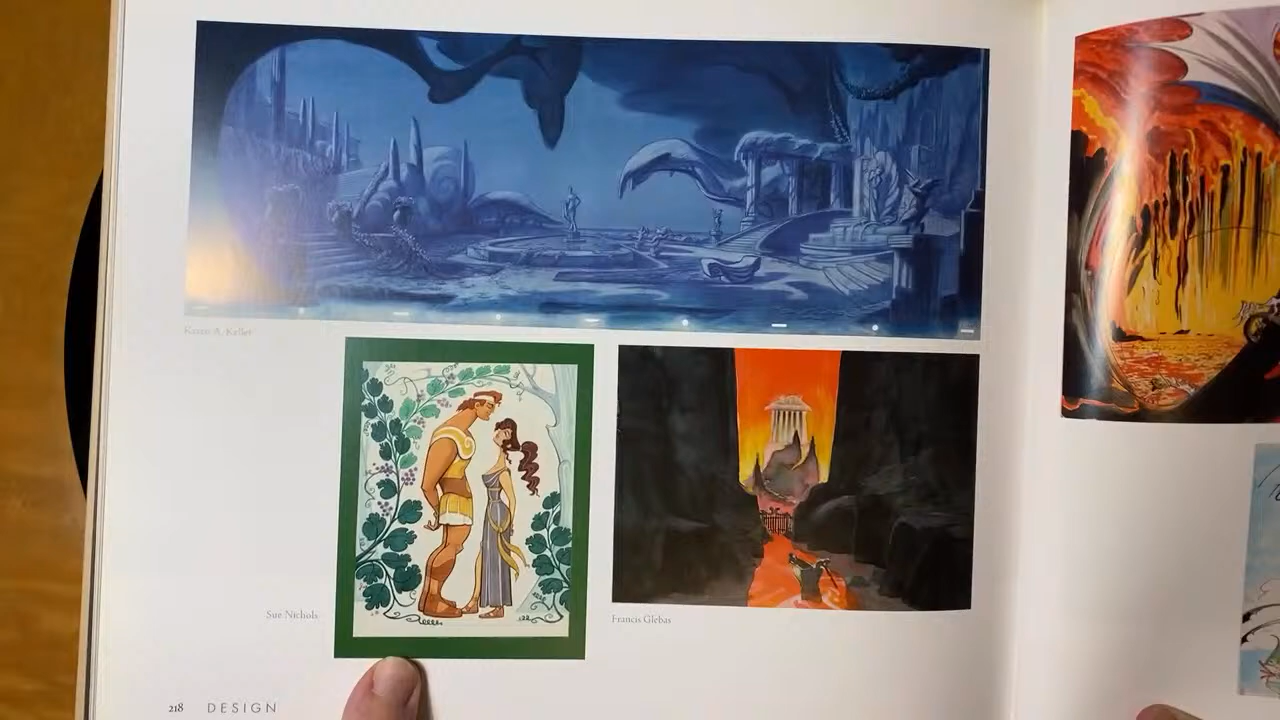 Karen A. Keller
Sue Nichols
Francis Glebas
218 DESIGN